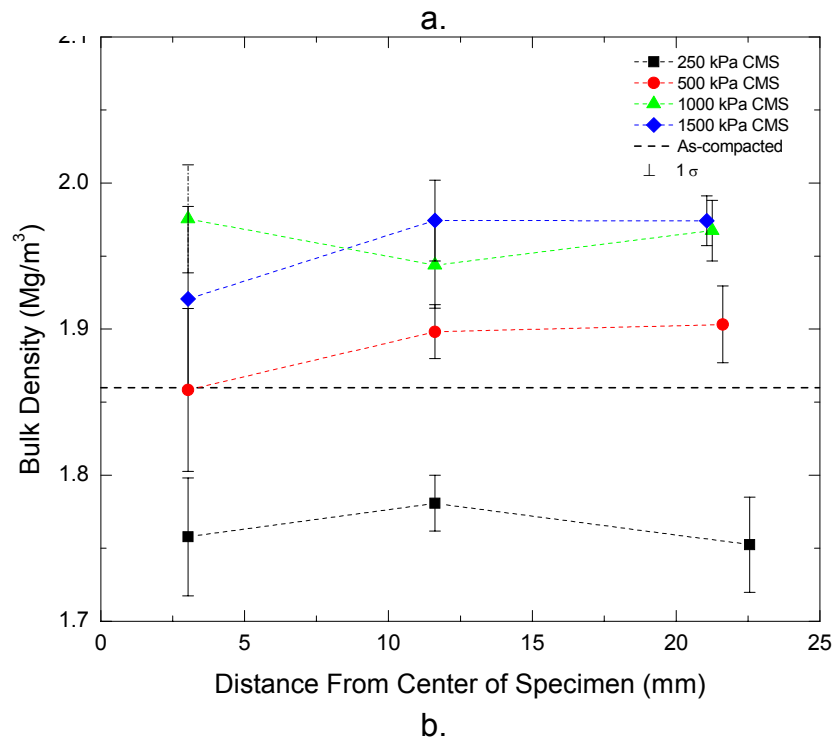 a.
2.1
250 kPa CMS
500 kPa CMS
1000 kPa CMS
1500 kPa CMS
As-compacted
1 σ
2.0
1.9
1.8
1.7
Bulk Density (Mg/m³)
0 5 10 15 20 25
Distance From Center of Specimen (mm)
b.